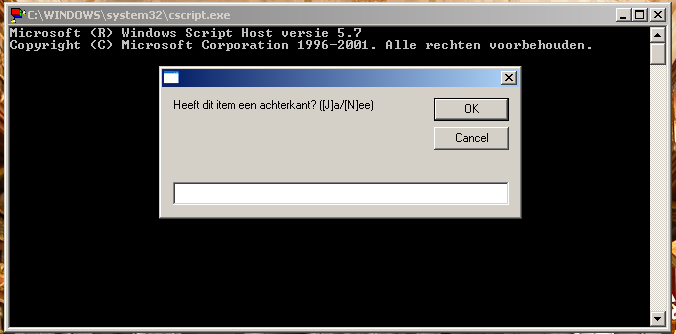 C:\WINDOWS\system32\cscript.exe
Microsoft (R) Windows Script Host versie 5.7
Copyright (C) Microsoft Corporation 1996-2001. Alle rechten voorbehouden.
Heeft dit item een achterkant? ([J]a/[N]ee)
OK
Cancel